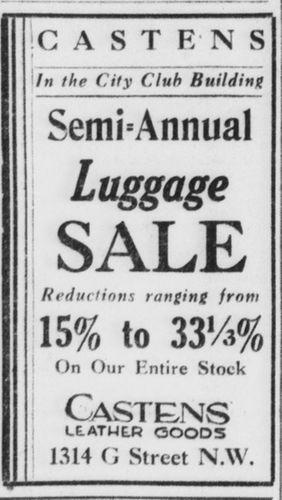 CASTENS
In the City Club Building
Semi=Annual
Luggage
SALE
Reductions ranging from
15% to 33⅓%
On Our Entire Stock
CASTENS
LEATHER GOODS
1314 G Street N.W.